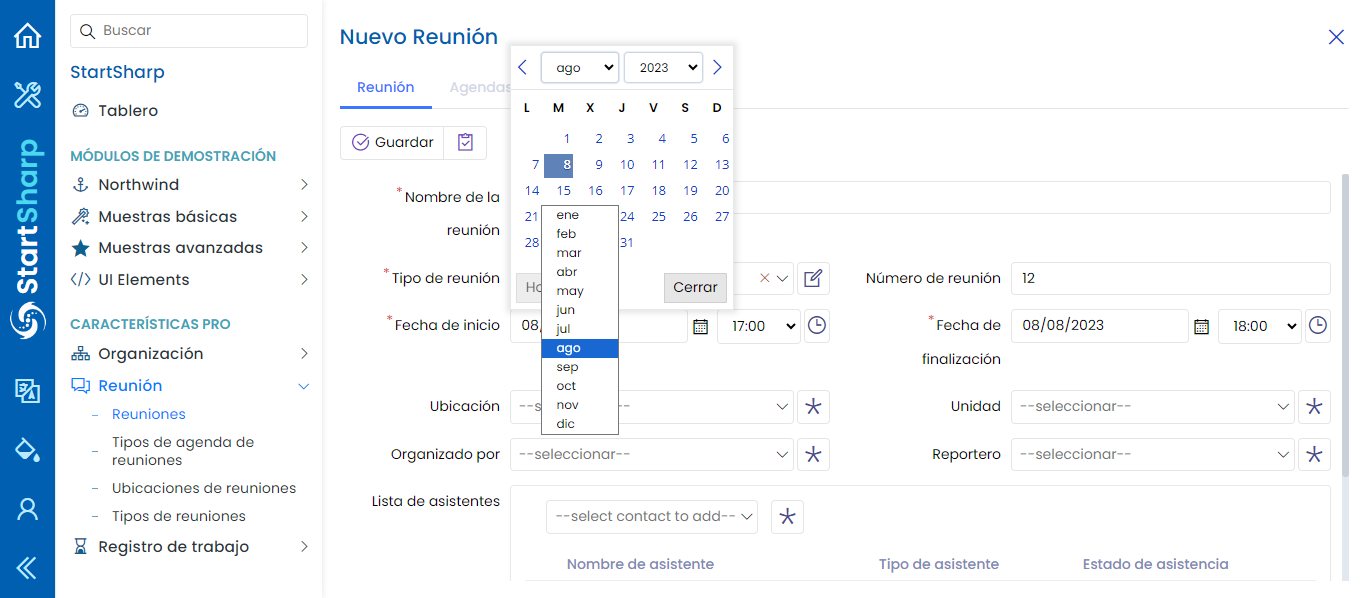 StartSharp
Buscar
StartSharp
Tablero
MÓDULOS DE DEMOSTRACIÓN
Northwind
Muestras básicas
Muestras avanzadas
UI Elements
CARACTERÍSTICAS PRO
Organización
Reunión
Reuniones
Tipos de agenda de
reuniones
Ubicaciones de reuniones
Tipos de reuniones
Registro de trabajo
Nuevo Reunión
Reunión
Agendas
Guardar
ago 2023
L M X J V S D
1 2 3 4 5 6
7 8 9 10 11 12 13
14 15 16 17 18 19 20
21 24 25 26 27
28 31
Cerrar
ene
feb
mar
abr
may
jun
jul
ago
sep
oct
nov
dic
*Nombre de la
reunión
*Tipo de reunión
Número de reunión 12
*Fecha de inicio 08/ 17:00
*Fecha de
finalización
08/08/2023 18:00
Ubicación
Unidad --seleccionar--
Organizado por --seleccionar--
Reportero --seleccionar--
Lista de asistentes
--select contact to add--
Nombre de asistente Tipo de asistente Estado de asistencia